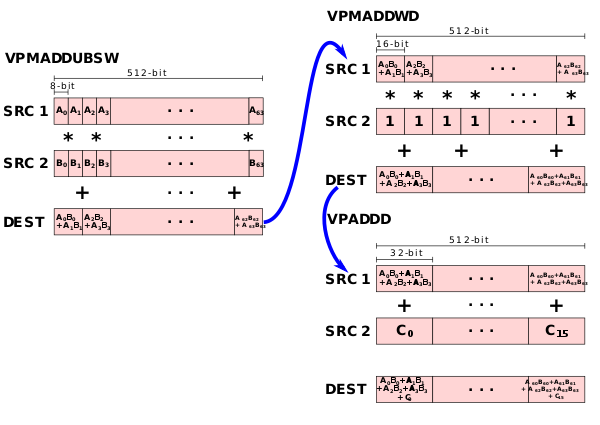 VPMADDUBSW
512-bit
8-bit
SRC 1 A0 A1 A2 A3 ... A63
* * ... *
SRC 2 B0 B1 B2 B3 ... B63
+ ... +
DEST A0B0 +A1B1 A2B2 +A3B3 ... A62B62 + A63B63
VPMADDWD
512-bit
16-bit
SRC 1 A0B0 +A1B1 A2B2 +A3B3 ... A62B62 + A63B63
* * * * ... *
SRC 2 1 1 1 1 ... 1
+ + +
DEST A0B0+A1B1 +A2B2+A3B3 ... A60B60+A61B61 + A62B62+A63B63
VPADDD
512-bit
32-bit
SRC 1 A0B0+A1B1 +A2B2+A3B3 ... A60B60+A61B61 + A62B62+A63B63
+ ... +
SRC 2 C0 ... C15
DEST A0B0+A1B1 +A2B2+A3B3 +C0 ... A60B60+A61B61 + A62B62+A63B63 + C15